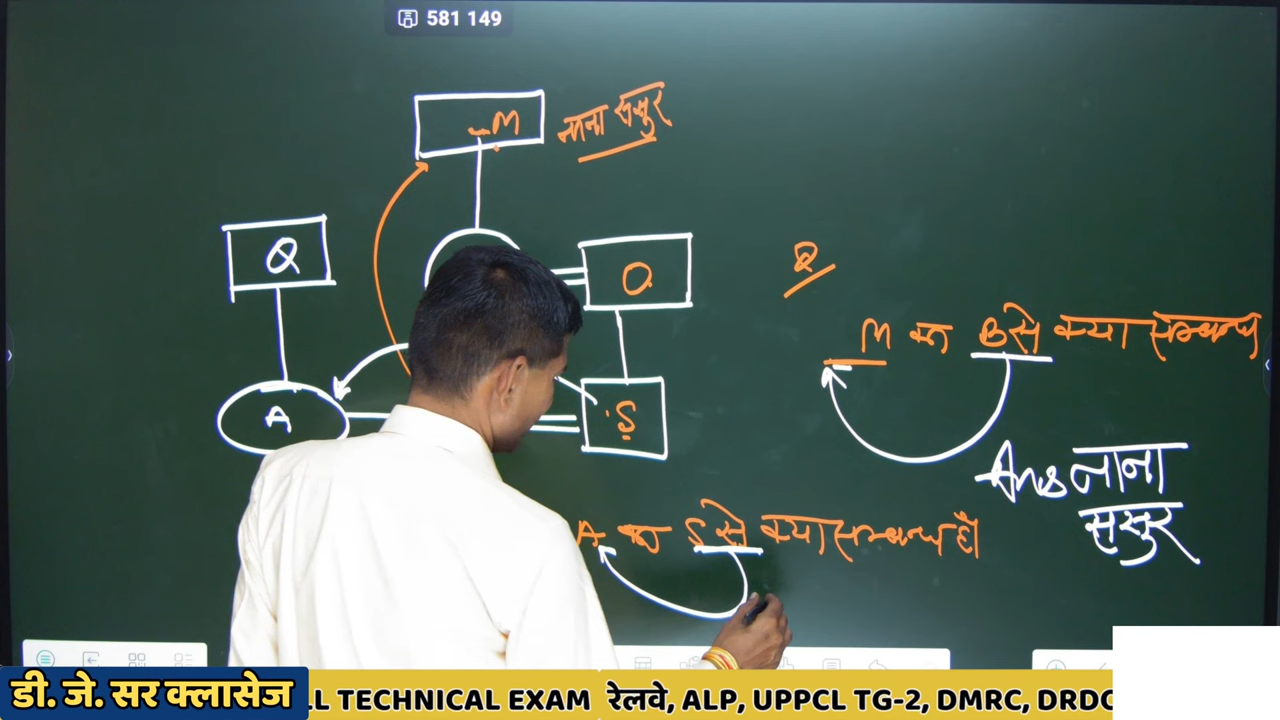 581 149
M
नाना ससुर
Q
O
Q
M का B से क्या सम्बन्ध
A
S
Ans नाना
ससुर
A का S से क्या सम्बन्ध है
डी. जे. सर क्लासेज
LL TECHNICAL EXAM रेलवे, ALP, UPPCL TG-2, DMRC, DRDO